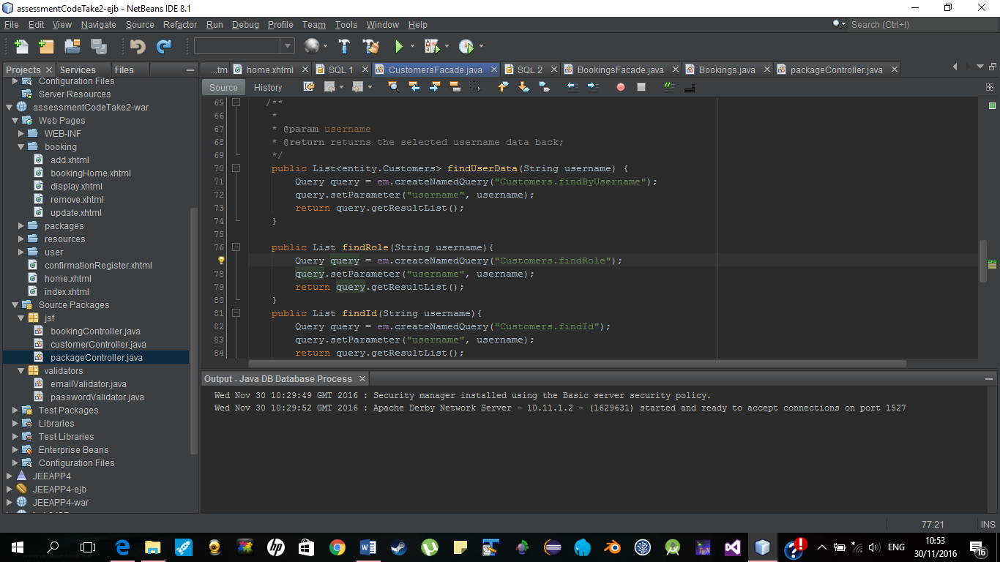 assessmentCodeTake2-ejb - NetBeans IDE 8.1
File Edit View Navigate Source Refactor Run Debug Profile Team Tools Window Help
Search (Ctrl+I)
Projects Services Files
...tm home.xhtml SQL 1 CustomersFacade.java SQL 2 BookingsFacade.java Bookings.java packageController.java
Source History
Configuration Files
Server Resources
assessmentCodeTake2-war
Web Pages
WEB-INF
booking
add.xhtml
bookingHome.xhtml
display.xhtml
remove.xhtml
update.xhtml
packages
resources
user
confirmationRegister.xhtml
home.xhtml
index.xhtml
Source Packages
jsf
bookingController.java
customerController.java
packageController.java
validators
emailValidator.java
passwordValidator.java
Test Packages
Libraries
Test Libraries
Enterprise Beans
Configuration Files
JEEAPP4
JEEAPP4-ejb
JEEAPP4-war
65 /**
66 *
67 * @param username
68 * @return returns the selected username data back;
69 */
70 public List<entity.Customers> findUserData(String username) {
71 Query query = em.createNamedQuery("Customers.findByUsername");
72 query.setParameter("username", username);
73 return query.getResultList();
74 }
75
76 public List findRole(String username){
Query query = em.createNamedQuery("Customers.findRole");
78 query.setParameter("username", username);
79 return query.getResultList();
80 }
81 public List findId(String username){
82 Query query = em.createNamedQuery("Customers.findId");
83 query.setParameter("username", username);
84 return query.getResultList();
Output - Java DB Database Process
Wed Nov 30 10:29:49 GMT 2016 : Security manager installed using the Basic server security policy.
Wed Nov 30 10:29:52 GMT 2016 : Apache Derby Network Server - 10.11.1.2 - (1629631) started and ready to accept connections on port 1527
77:21 INS
ENG
10:53
30/11/2016
16